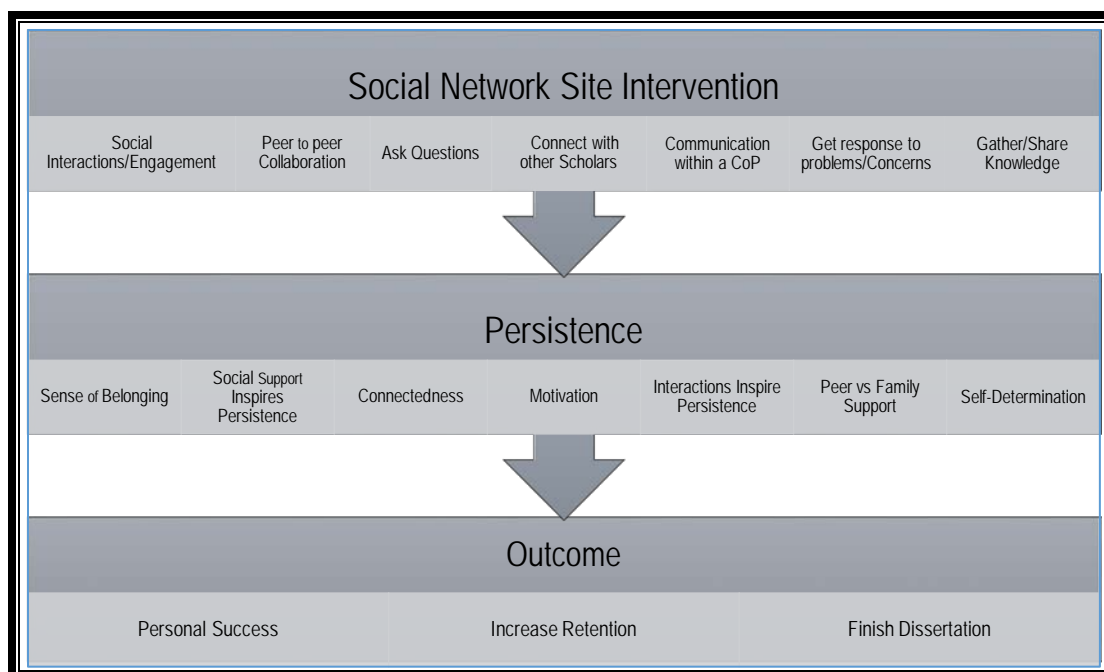 Social Network Site Intervention
Social
Interactions/Engagement
Peer to peer
Collaboration
Ask Questions
Connect with
other Scholars
Communication
within a CoP
Get response to
problems/Concerns
Gather/Share
Knowledge
Persistence
Sense of Belonging
Social Support
Inspires
Persistence
Connectedness
Motivation
Interactions Inspire
Persistence
Peer vs Family
Support
Self-Determination
Outcome
Personal Success
Increase Retention
Finish Dissertation